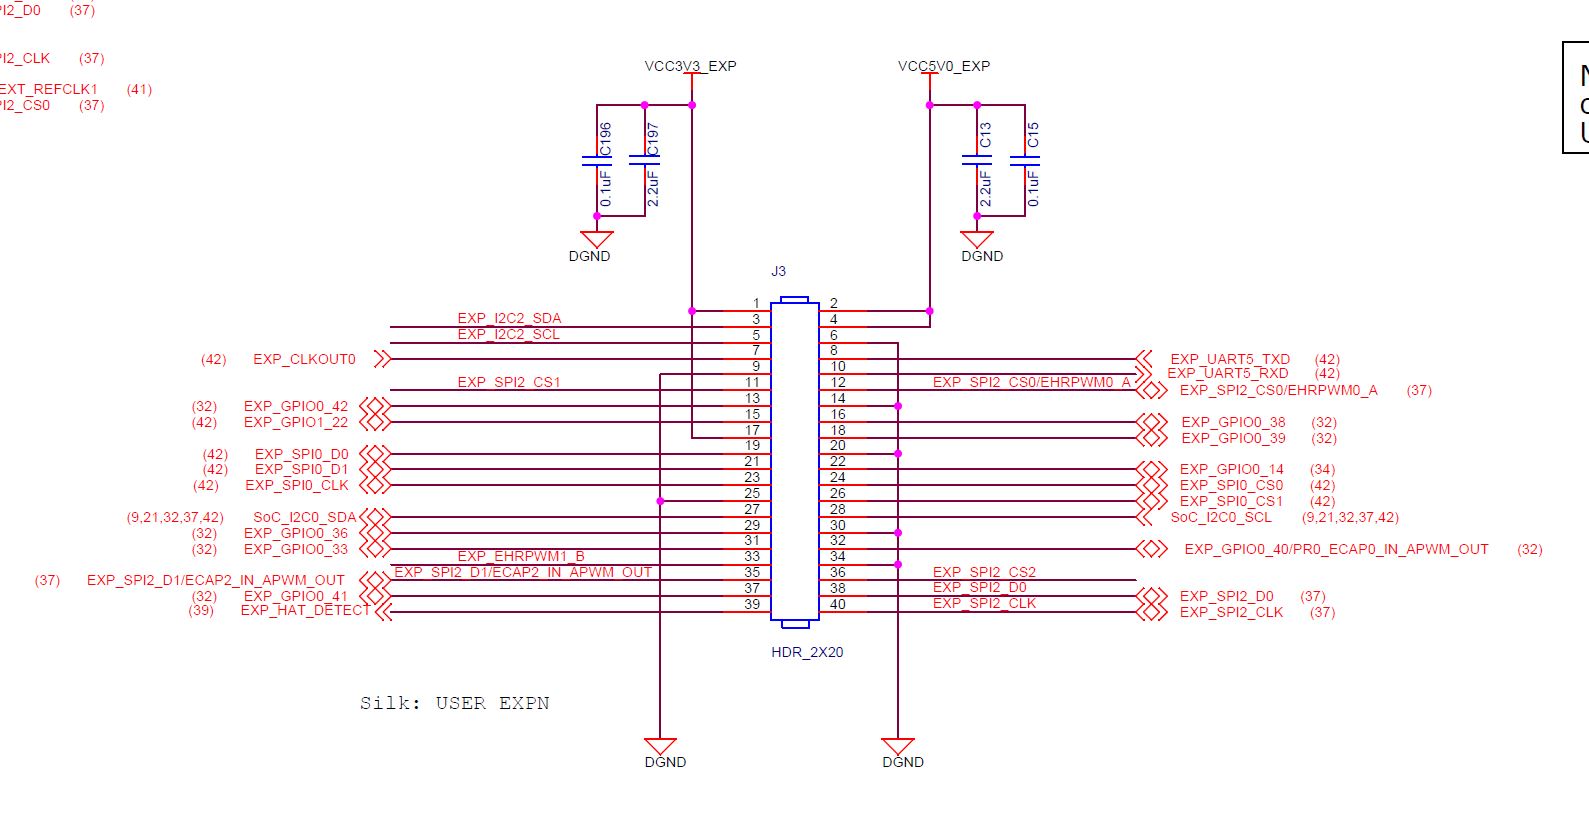 PI2_D0 (37)
PI2_CLK (37)
EXT_REFCLK1 (41)
PI2_CS0 (37)
VCC3V3_EXP VCC5V0_EXP
C196 C197 C13 C15
0.1uF 2.2uF 2.2uF 0.1uF
DGND DGND
J3
1 2
EXP_I2C2_SDA 3 4
EXP_I2C2_SCL 5 6
(42) EXP_CLKOUT0 7 8 EXP_UART5_TXD (42)
9 10 EXP_UART5_RXD (42)
EXP_SPI2_CS1 11 12 EXP_SPI2_CS0/EHRPWM0_A EXP_SPI2_CS0/EHRPWM0_A (37)
(32) EXP_GPIO0_42 13 14
(42) EXP_GPIO1_22 15 16 EXP_GPIO0_38 (32)
17 18 EXP_GPIO0_39 (32)
(42) EXP_SPI0_D0 19 20
(42) EXP_SPI0_D1 21 22 EXP_GPIO0_14 (34)
(42) EXP_SPI0_CLK 23 24 EXP_SPI0_CS0 (42)
25 26 EXP_SPI0_CS1 (42)
(9,21,32,37,42) SoC_I2C0_SDA 27 28 SoC_I2C0_SCL (9,21,32,37,42)
(32) EXP_GPIO0_36 29 30
(32) EXP_GPIO0_33 31 32 EXP_GPIO0_40/PR0_ECAP0_IN_APWM_OUT (32)
EXP_EHRPWM1_B 33 34
(37) EXP_SPI2_D1/ECAP2_IN_APWM_OUT EXP_SPI2_D1/ECAP2_IN_APWM_OUT 35 36 EXP_SPI2_CS2
(32) EXP_GPIO0_41 37 38 EXP_SPI2_D0 EXP_SPI2_D0 (37)
(39) EXP_HAT_DETECT 39 40 EXP_SPI2_CLK EXP_SPI2_CLK (37)
HDR_2X20
Silk: USER EXPN
DGND DGND